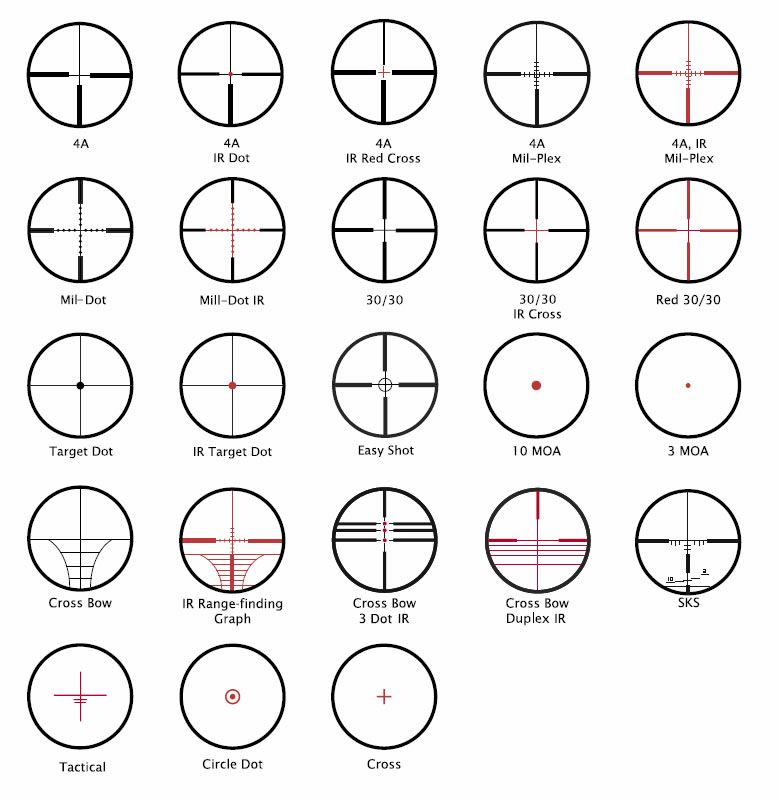 4A
4A
IR Dot
4A
IR Red Cross
4A
Mil-Plex
4A, IR
Mil-Plex
Mil-Dot
Mill-Dot IR
30/30
30/30
IR Cross
Red 30/30
Target Dot
IR Target Dot
Easy Shot
10 MOA
3 MOA
2
10
Cross Bow
IR Range-finding
Graph
Cross Bow
3 Dot IR
Cross Bow
Duplex IR
SKS
Tactical
Circle Dot
Cross